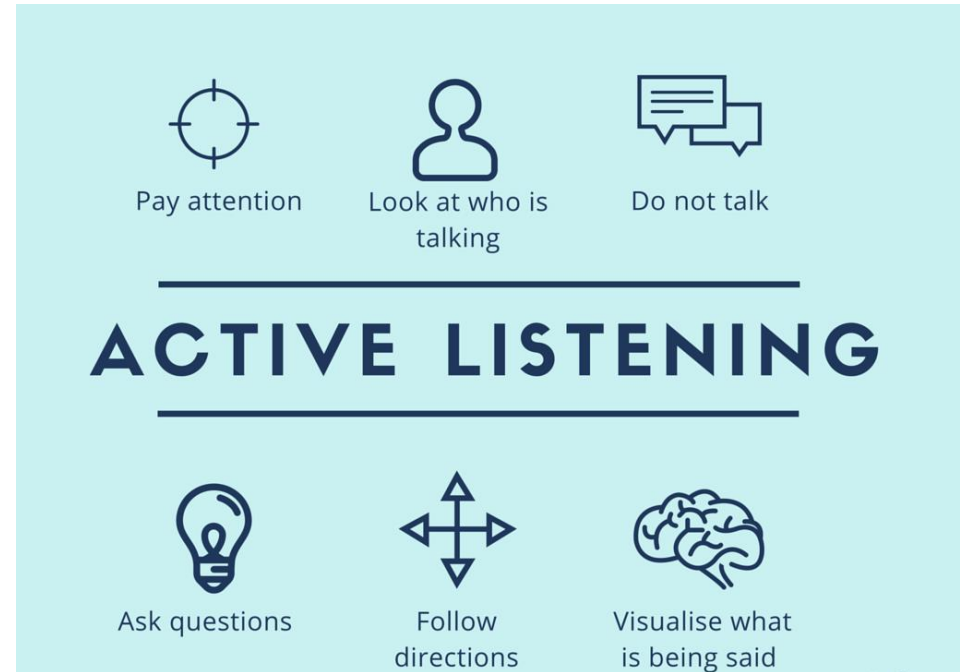 Pay attention
Look at who is
talking
Do not talk
ACTIVE LISTENING
Ask questions
Follow
directions
Visualise what
is being said